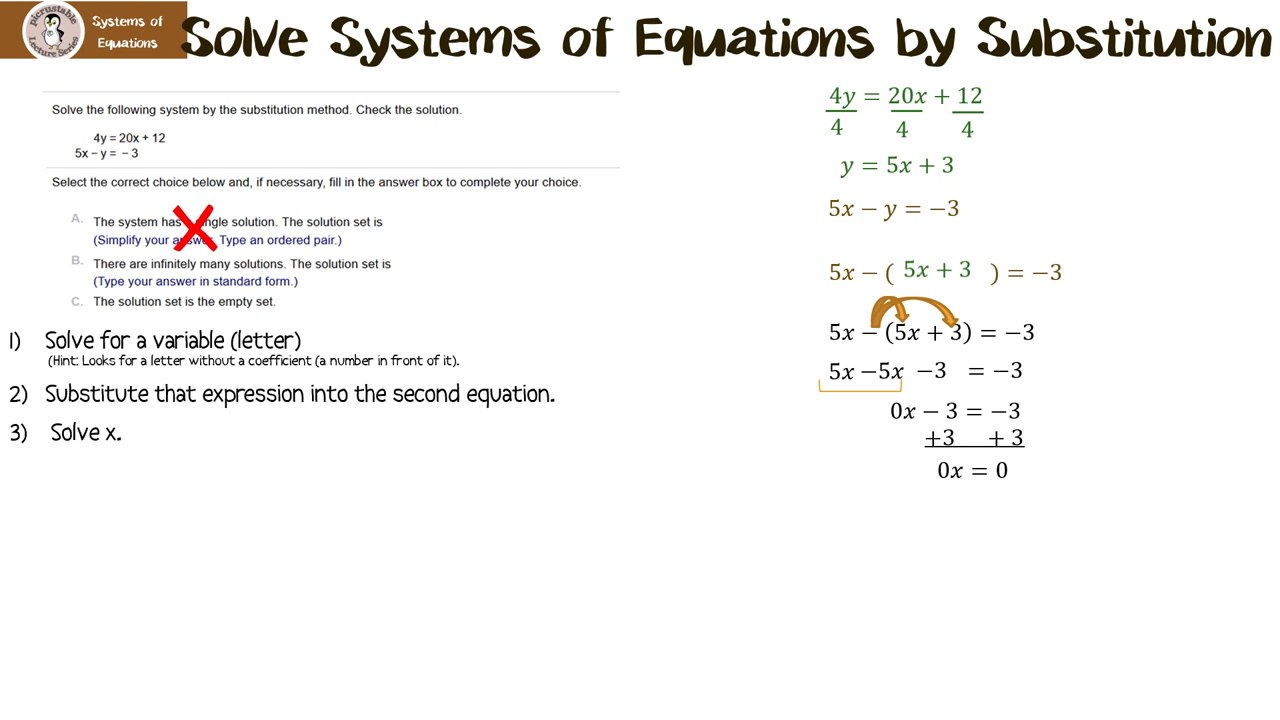 picrustable
Lecture Series
Systems of
Equations
Solve Systems of Equations by Substitution
Solve the following system by the substitution method. Check the solution.
4y = 20x + 12
5x − y = − 3
Select the correct choice below and, if necessary, fill in the answer box to complete your choice.
A. The system has single solution. The solution set is
(Simplify your answer. Type an ordered pair.)
B. There are infinitely many solutions. The solution set is
(Type your answer in standard form.)
C. The solution set is the empty set.
1) Solve for a variable (letter)
(Hint: Looks for a letter without a coefficient (a number in front of it).
2) Substitute that expression into the second equation.
3) Solve x.
4y = 20x + 12
4 4 4
y = 5x + 3
5x − y = −3
5x − ( 5x + 3 ) = −3
5x − (5x + 3) = −3
5x −5x −3 = −3
0x − 3 = −3
+3 + 3
0x = 0